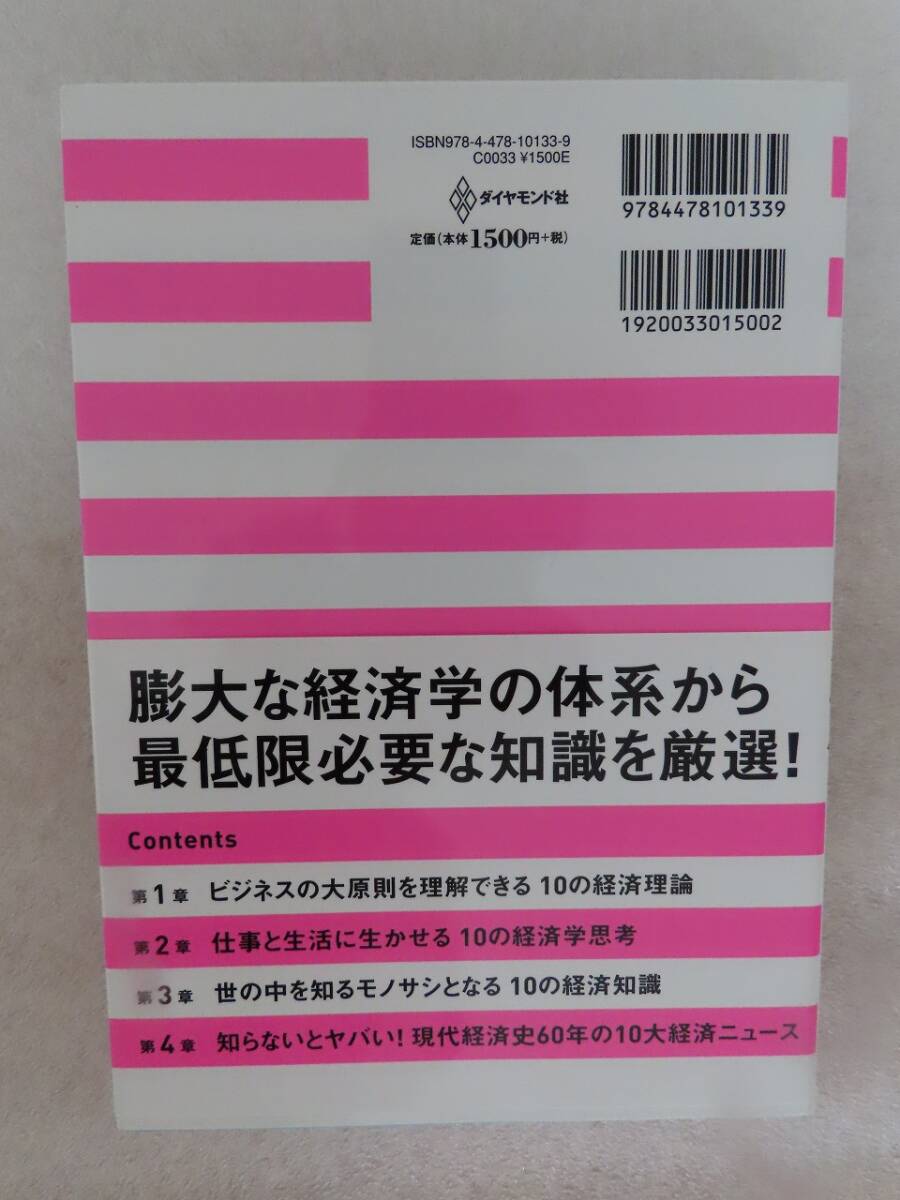 ISBN978-4-478-10133-9
C0033 ¥1500E
ダイヤモンド社
定価(本体1500円+税)
9784478101339
1920033015002
膨大な経済学の体系から
最低限必要な知識を厳選!
Contents
第1章 ビジネスの大原則を理解できる 10の経済理論
第2章 仕事と生活に生かせる 10の経済学思考
第3章 世の中を知るモノサシとなる 10の経済知識
第4章 知らないとヤバい! 現代経済史60年の10大経済ニュース